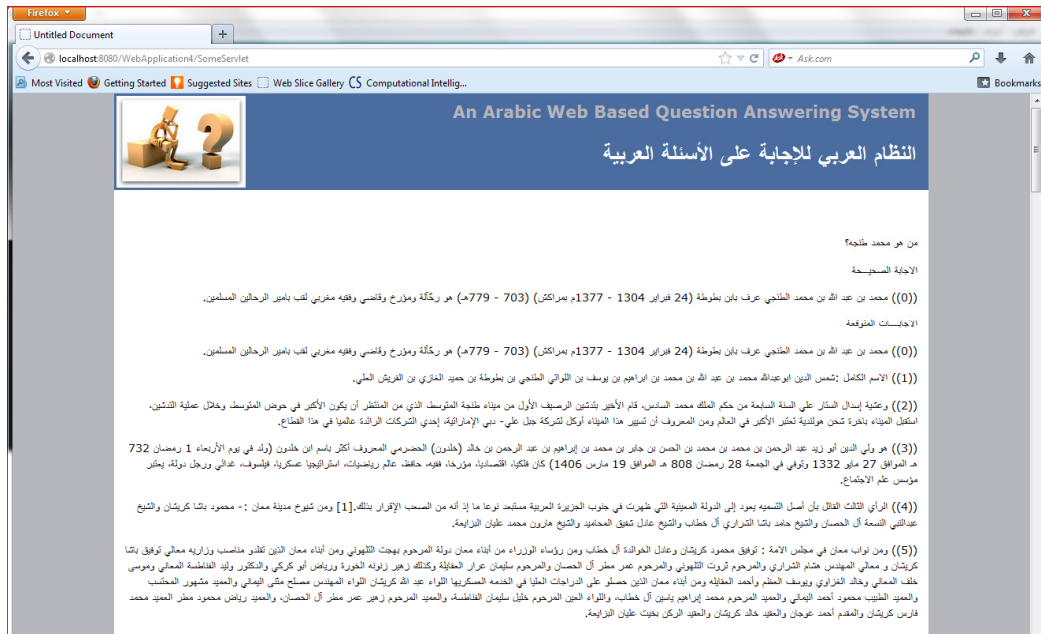 Firefox
Untitled Document
+
localhost:8080/WebApplication4/SomeServlet
Ask.com
Most Visited Getting Started Suggested Sites Web Slice Gallery CS Computational Intellig...
Bookmarks
An Arabic Web Based Question Answering System
النظام العربي للإجابة على الأسئلة العربية
من هو محمد طنجه؟
الاجابة الصحيـــحة
((0)) محمد بن عبد الله بن محمد الطنجي عرف بابن بطوطة (24 فبراير 1304 - 1377م بمراكش) (703 - 779هـ) هو رحّالة ومؤرخ وقاضي وفقيه مغربي لقب بامير الرحالين المسلمين.
الاجابـــات المتوقعة
((0)) محمد بن عبد الله بن محمد الطنجي عرف بابن بطوطة (24 فبراير 1304 - 1377م بمراكش) (703 - 779هـ) هو رحّالة ومؤرخ وقاضي وفقيه مغربي لقب بامير الرحالين المسلمين.
((1)) الاسم الكامل :شمس الدين ابوعبدالله محمد بن عبد الله بن محمد بن ابراهيم بن يوسف بن اللواتي الطنجي بن بطوطة بن حميد الغازي بن القريش العلي.
((2)) وعشية إسدال الستار علي السنة السابعة من حكم الملك محمد السادس، قام الأخير بتدشين الرصيف الأول من ميناء طنجة المتوسط، الذي من المنتظر أن يكون الأكبر في حوض المتوسط، وخلال عملية التدشين،
استقبل الميناء باخرة شحن هولندية تعتبر الأكبر في العالم ومن المعروف أن تسيير هذا الميناء أوكل لشركة جبل علي- دبي الإماراتية، إحدي الشركات الرائدة عالميا في هذا القطاع.
((3)) هو ولي الدين أبو زيد عبد الرحمن بن محمد بن محمد بن الحسن بن جابر بن محمد بن إبراهيم بن عبد الرحمن بن خالد (خلدون) الحضرمي المعروف أكثر باسم ابن خلدون (ولد في يوم الأربعاء 1 رمضان 732
هـ الموافق 27 مايو 1332 وتوفي في الجمعة 28 رمضان 808 هـ الموافق 19 مارس 1406) كان فلكيا، اقتصاديا، مؤرخا، فقيه، حافظ، عالم رياضيات، استراتيجيا عسكريا، فيلسوف، غذائي ورجل دولة، يعتبر
مؤسس علم الاجتماع.
((4)) الرأي الثالث القائل بأن أصل التسميه يعود إلى الدولة المعينية التي ظهرت في جنوب الجزيرة العربية مستبعد نوعا ما إذ أنه من الصعب الإقرار بذلك.[1] ومن شيوخ مدينة معان :- محمود باشا كريشان والشيخ
عبدالنبي النسعة آل الحصان والشيخ حامد باشا الشراري آل خطاب والشيخ عادل شفيق المحاميد والشيخ هارون محمد عليان البزايعة.
((5)) ومن نواب معان في مجلس الامة : توفيق محمود كريشان وعادل الخوالدة آل خطاب ومن رؤساء الوزراء من أبناء معان دولة المرحوم بهجت التلهوني ومن أبناء معان الذين تقلدو مناصب وزاريه معالي توفيق باشا
كريشان و معالي المهندس هشام الشراري والمرحوم ثروت التلهوني والمرحوم عمر مطر آل الحصان والمرحوم سليمان عرار العقايلة وكذلك زهير زنونه الخورة ورياض أبو كركي والدكتور وليد الفناطسة المعاني وموسى
خلف المعاني وخالد الغزاوي ويوسف العظم وأحمد العقايله ومن أبناء معان الذين حصلو على الدراجات العليا في الخدمه العسكريها اللواء عبد الله كريشان اللواء المهندس مصلح مثنى اليماني والعميد مشهور المحتسب
والعميد الطبيب محمود أحمد اليماني والعميد المرحوم محمد إبراهيم ياسين آل خطاب، واللواء العين المرحوم خليل سليمان الفناطسة، والعميد المرحوم زهير عمر مطر آل الحصان، والعميد رياض محمود مطر العميد محمد
فارس كريشان والمقدم أحمد عوجان والعقيد خالد كريشان والعقيد الركن بخيت عليان البزايعة.